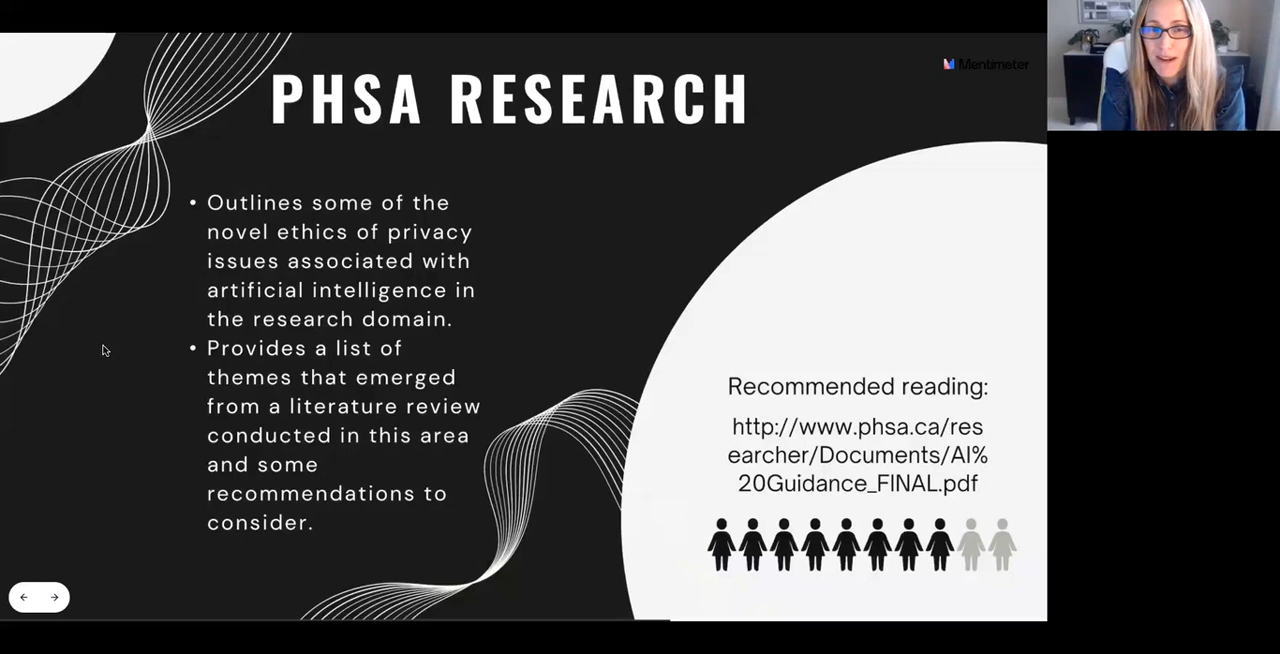 PHSA RESEARCH
Mentimeter
• Outlines some of the
novel ethics of privacy
issues associated with
artificial intelligence in
the research domain.
• Provides a list of
themes that emerged
from a literature review
conducted in this area
and some
recommendations to
consider.
Recommended reading:
http://www.phsa.ca/res
earcher/Documents/AI%
20Guidance_FINAL.pdf